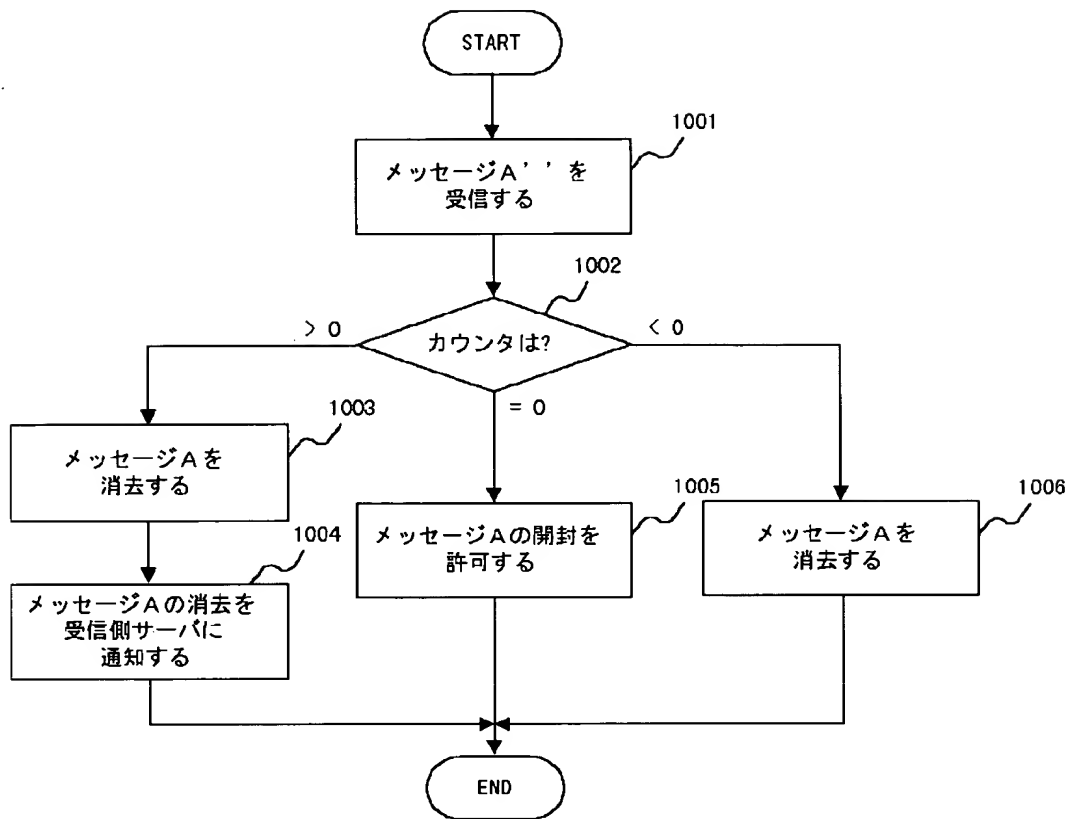 START
1001
メッセージA''を
受信する
1002
カウンタは?
> 0
< 0
= 0
1003
メッセージAを
消去する
1004
メッセージAの消去を
受信側サーバに
通知する
1005
メッセージAの開封を
許可する
1006
メッセージAを
消去する
END